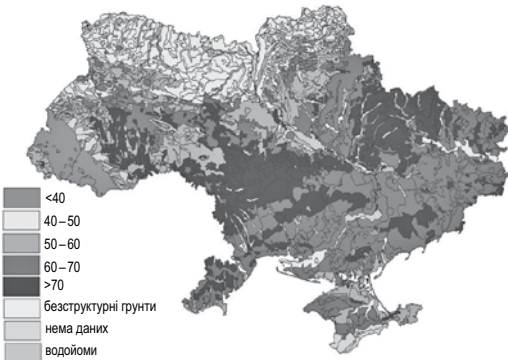 <40
40–50
50–60
60–70
>70
безструктурні ґрунти
нема даних
водойоми